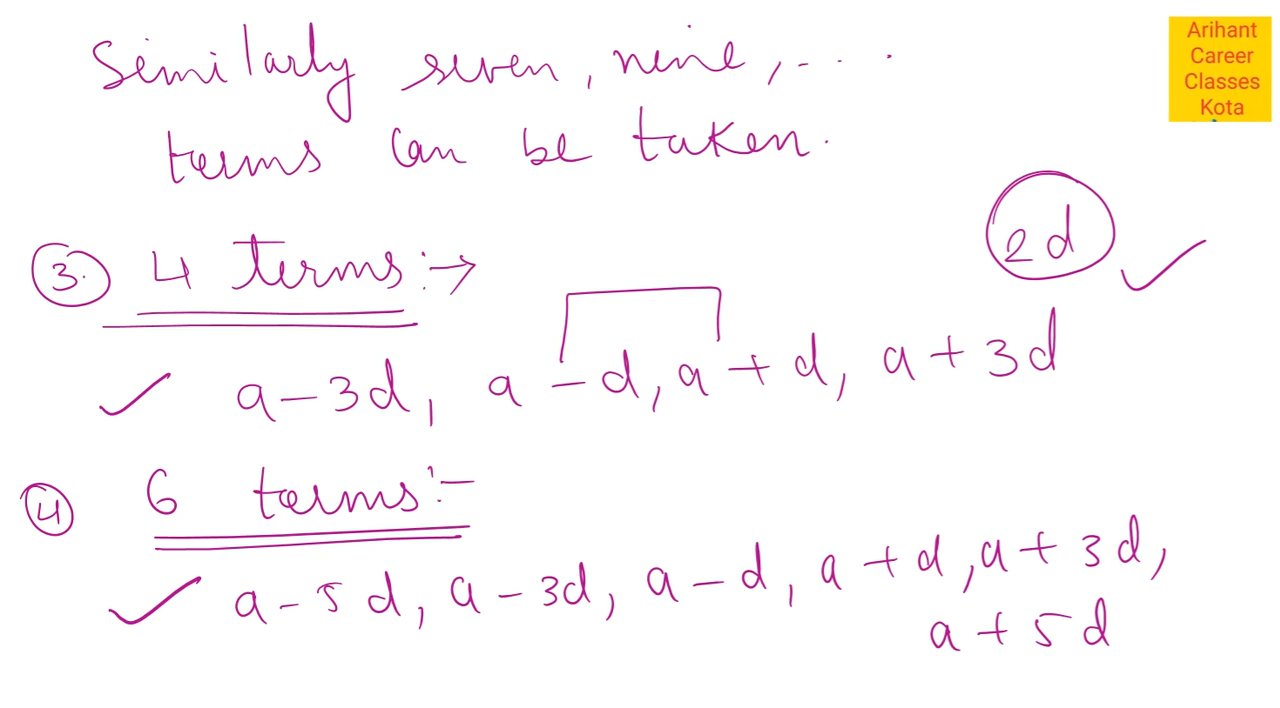 Similarly seven, nine, ....
terms can be taken.
Arihant
Career
Classes
Kota
2d
3. 4 terms :→
a - 3d, a - d, a + d, a + 3d
4 6 terms :-
a - 5d, a - 3d, a - d, a + d, a + 3d,
a + 5d